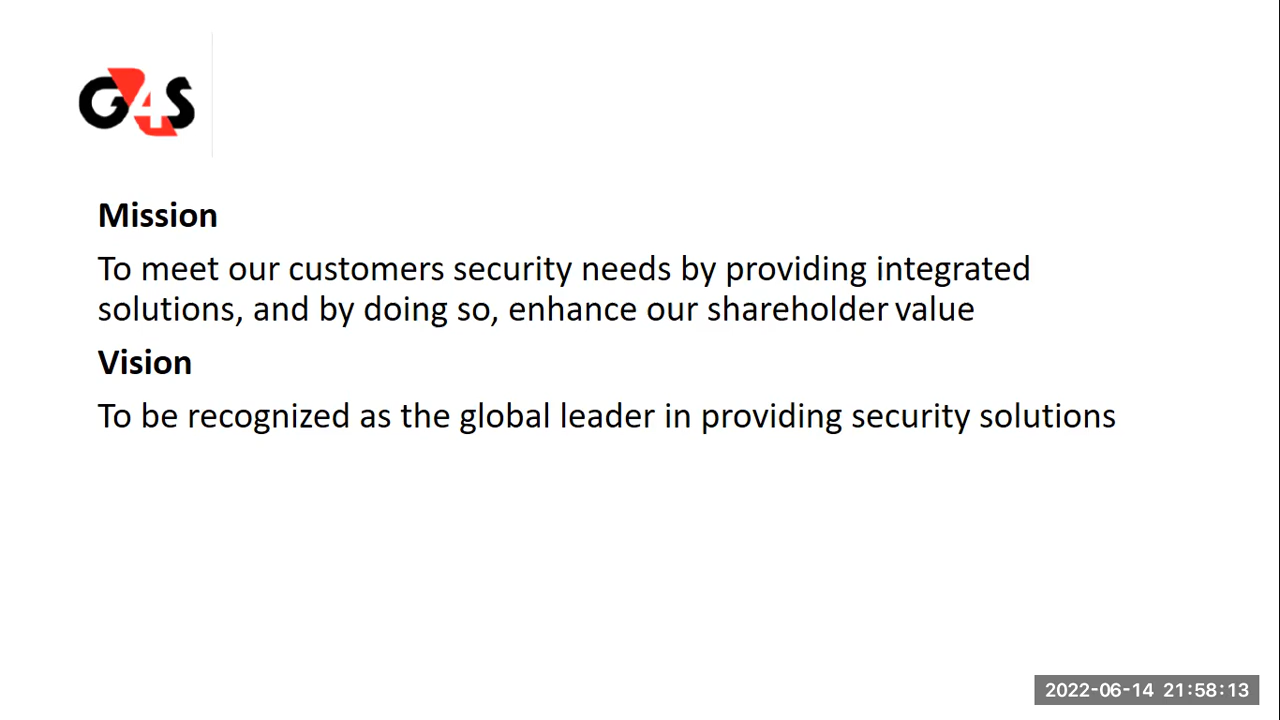 G4S
Mission
To meet our customers security needs by providing integrated
solutions, and by doing so, enhance our shareholder value
Vision
To be recognized as the global leader in providing security solutions
2022-06-14 21:58:13